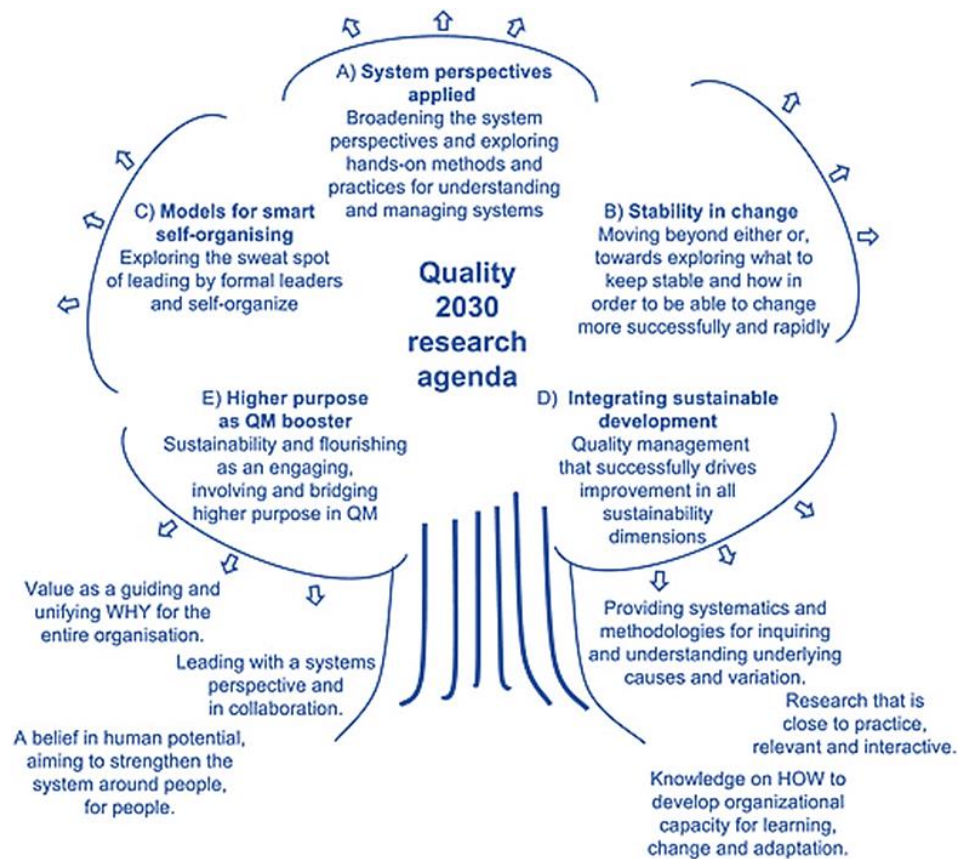 A) System perspectives
applied
Broadening the system
perspectives and exploring
hands-on methods and
practices for understanding
and managing systems
C) Models for smart
self-organising
Exploring the sweat spot
of leading by formal leaders
and self-organize
B) Stability in change
Moving beyond either or,
towards exploring what to
keep stable and how in
order to be able to change
more successfully and rapidly
Quality
2030
research
agenda
E) Higher purpose
as QM booster
Sustainability and flourishing
as an engaging,
involving and bridging
higher purpose in QM
D) Integrating sustainable
development
Quality management
that successfully drives
improvement in all
sustainability
dimensions
Value as a guiding and
unifying WHY for the
entire organisation.
Leading with a systems
perspective and
in collaboration.
A belief in human potential,
aiming to strengthen the
system around people,
for people.
Providing systematics and
methodologies for inquiring
and understanding underlying
causes and variation.
Research that is
close to practice,
relevant and interactive.
Knowledge on HOW to
develop organizational
capacity for learning,
change and adaptation.